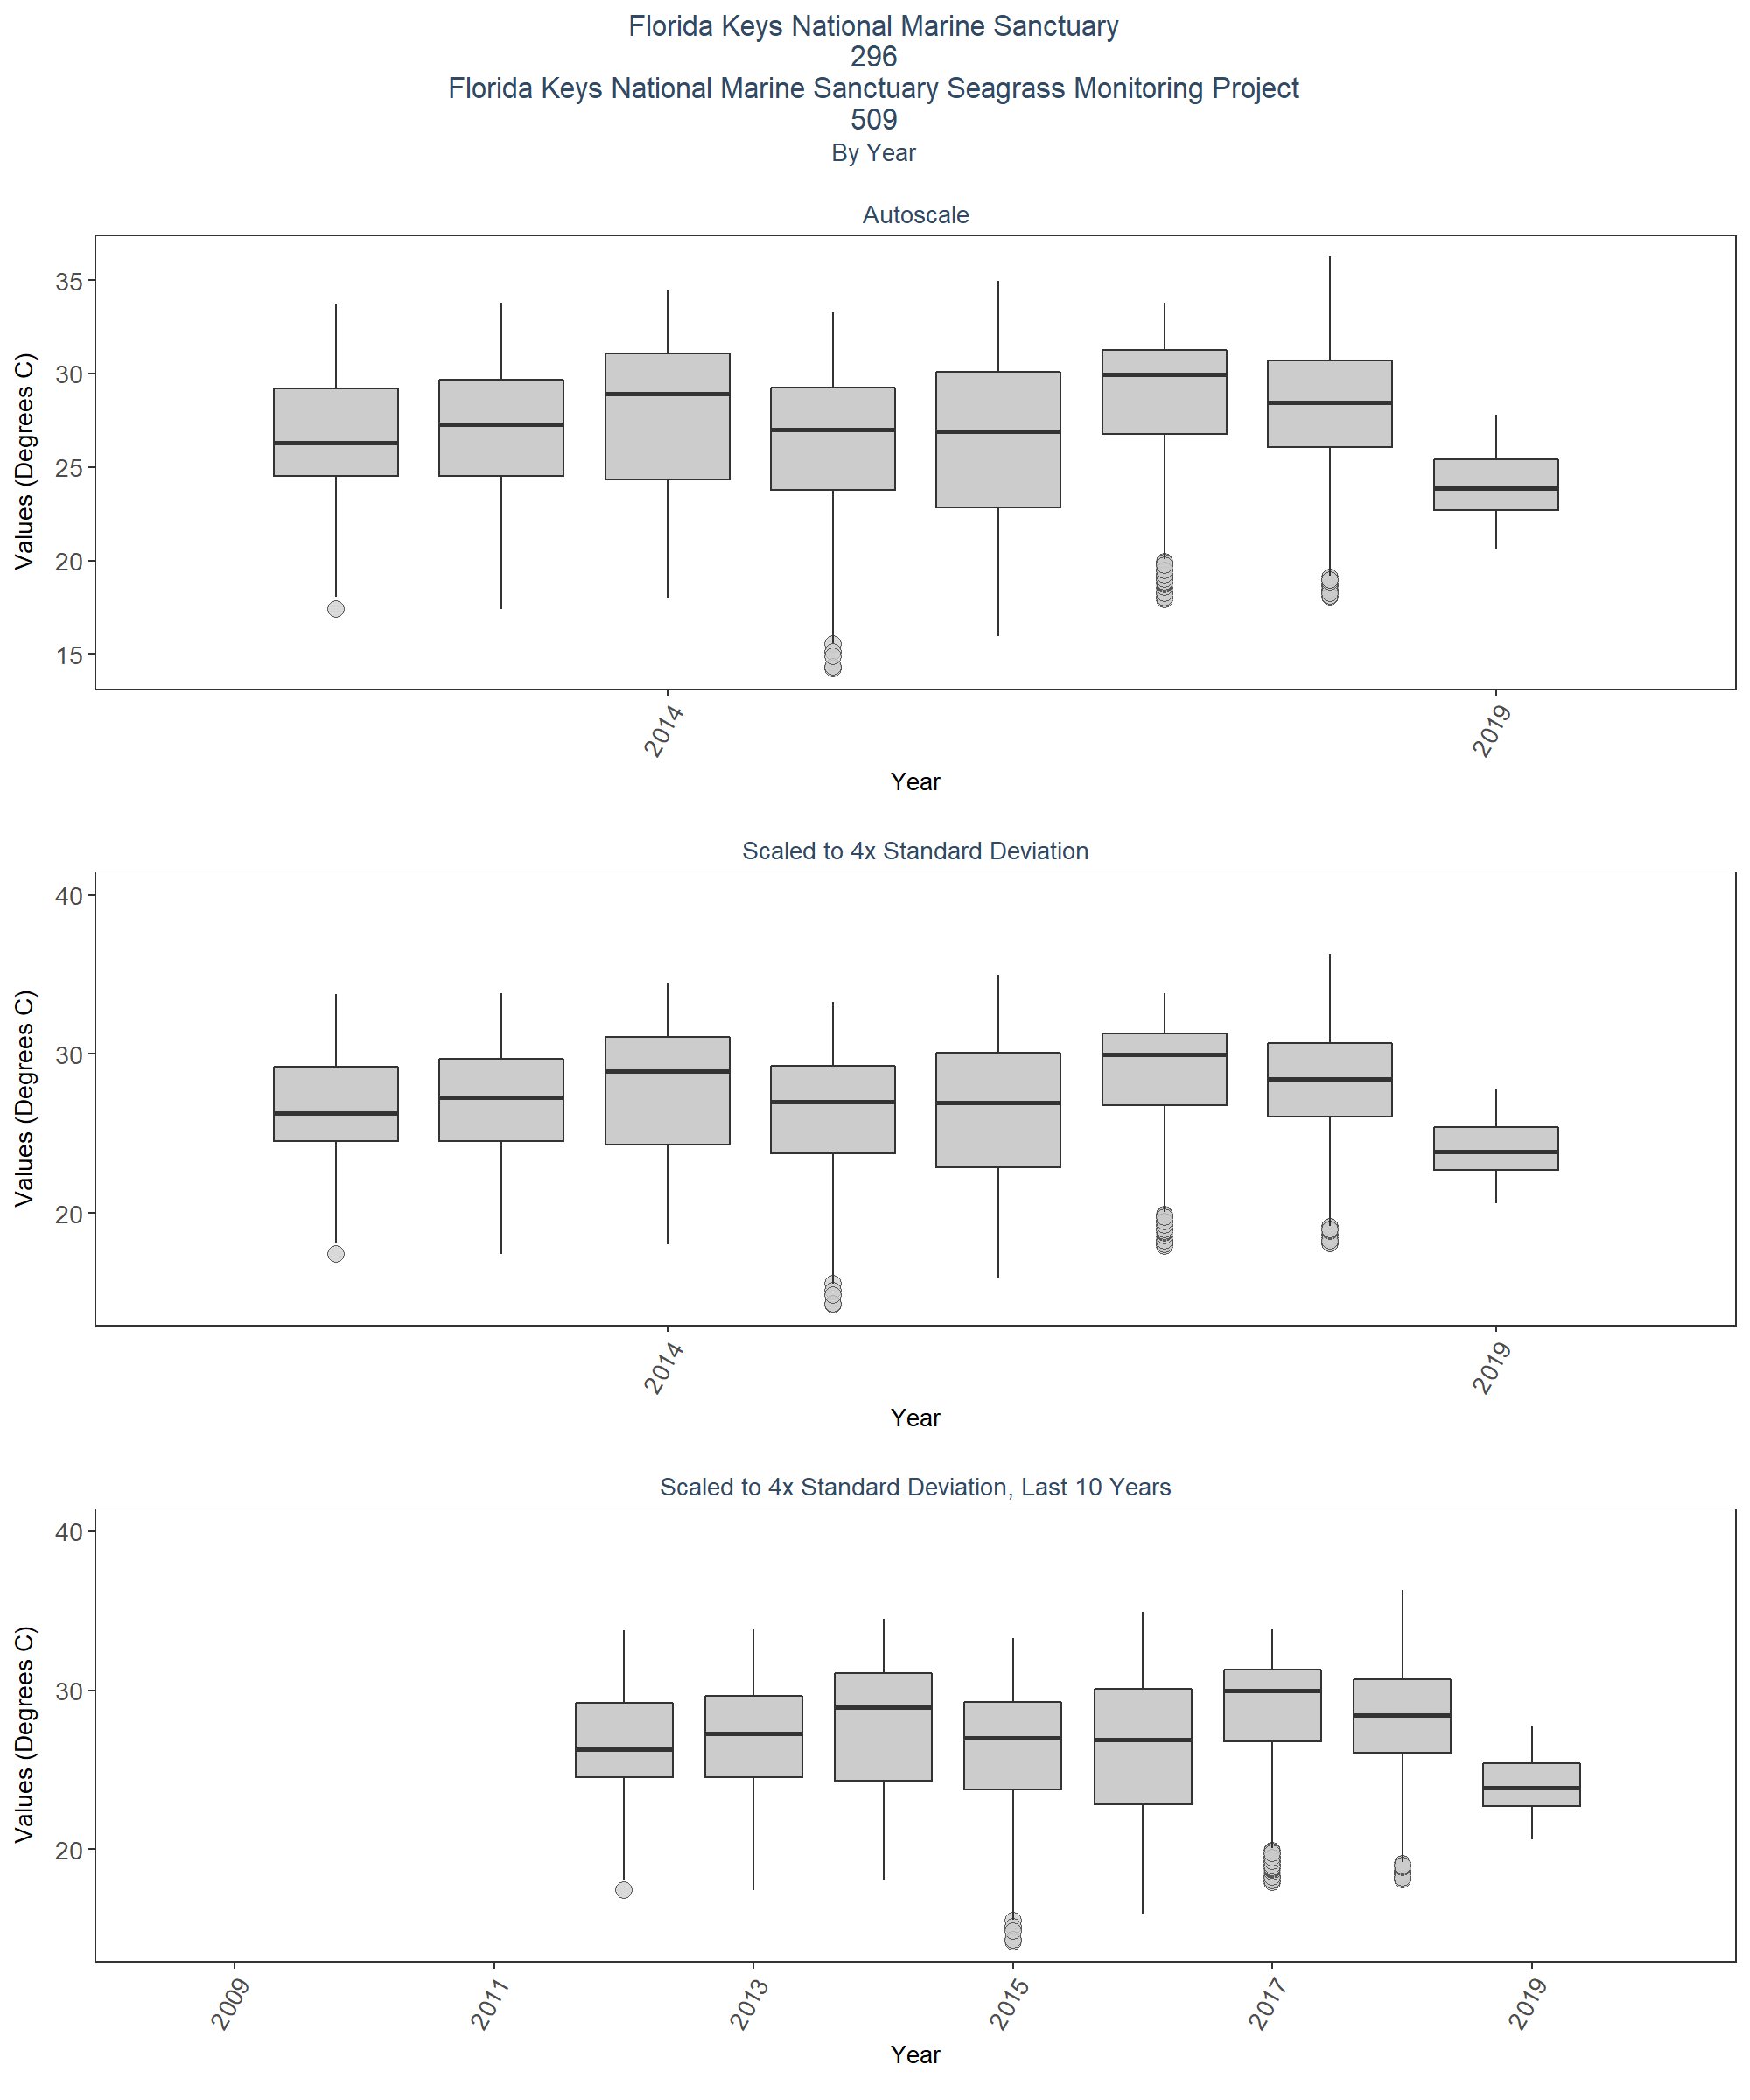 Florida Keys National Marine Sanctuary
296
Florida Keys National Marine Sanctuary Seagrass Monitoring Project
509
By Year
Autoscale
Values (Degrees C)
35
30
25
20
15
2014
2019
Year
Scaled to 4x Standard Deviation
Values (Degrees C)
40
30
20
2014
2019
Year
Scaled to 4x Standard Deviation, Last 10 Years
Values (Degrees C)
40
30
20
2009
2011
2013
2015
2017
2019
Year